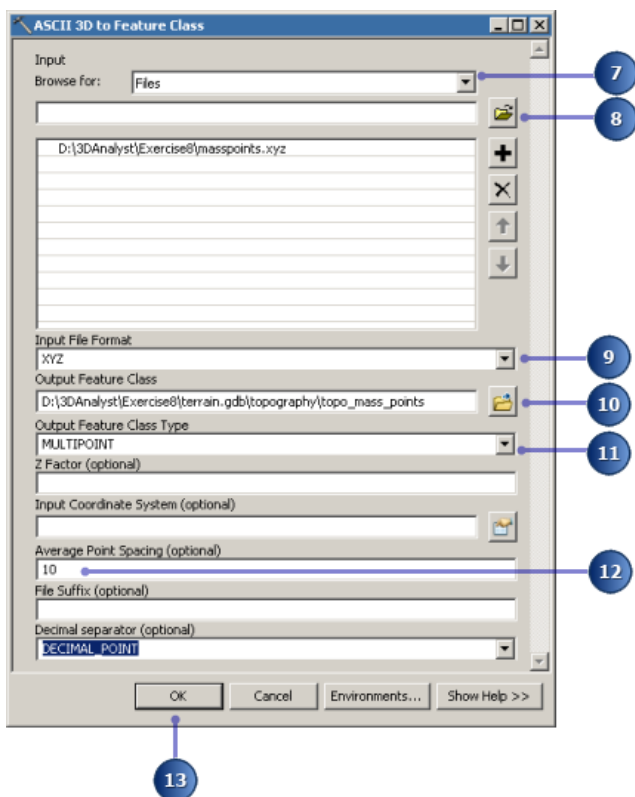 ASCII 3D to Feature Class
Input
Browse for: Files
7
8
D:\3DAnalyst\Exercise8\masspoints.xyz
Input File Format
XYZ
9
Output Feature Class
D:\3DAnalyst\Exercise8\terrain.gdb\topography\topo_mass_points
10
Output Feature Class Type
MULTIPOINT
11
Z Factor (optional)
Input Coordinate System (optional)
Average Point Spacing (optional)
10
12
File Suffix (optional)
Decimal separator (optional)
DECIMAL_POINT
OK Cancel Environments... Show Help >>
13